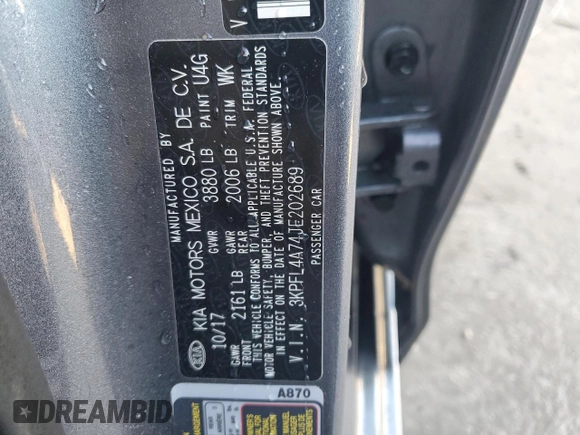 MANUFACTURED BY
KIA KIA MOTORS MEXICO S.A. DE C.V.
10/17 GVWR 3880 LB PAINT U4G
GAWR FRONT 2161 LB GAWR REAR 2006 LB TRIM WK
THIS VEHICLE CONFORMS TO ALL APPLICABLE U.S.A. FEDERAL
MOTOR VEHICLE SAFETY, BUMPER, AND THEFT PREVENTION STANDARDS
IN EFFECT ON THE DATE OF MANUFACTURE SHOWN ABOVE.
V.I.N. : 3KPFL4A74JE202689
PASSENGER CAR
A870
DREAMBID